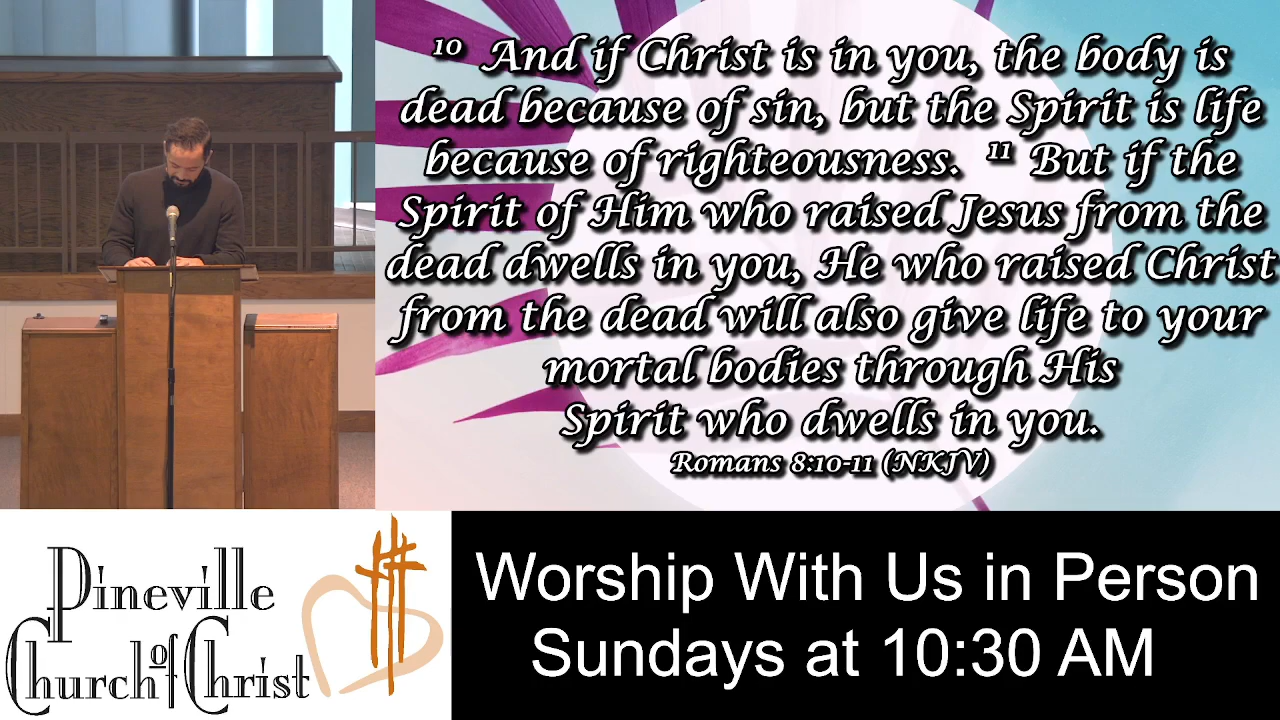 10 And if Christ is in you, the body is
dead because of sin, but the Spirit is life
because of righteousness. 11 But if the
Spirit of Him who raised Jesus from the
dead dwells in you, He who raised Christ
from the dead will also give life to your
mortal bodies through His
Spirit who dwells in you.
Romans 8:10-11 (NKJV)
Pineville
Church of Christ
Worship With Us in Person
Sundays at 10:30 AM